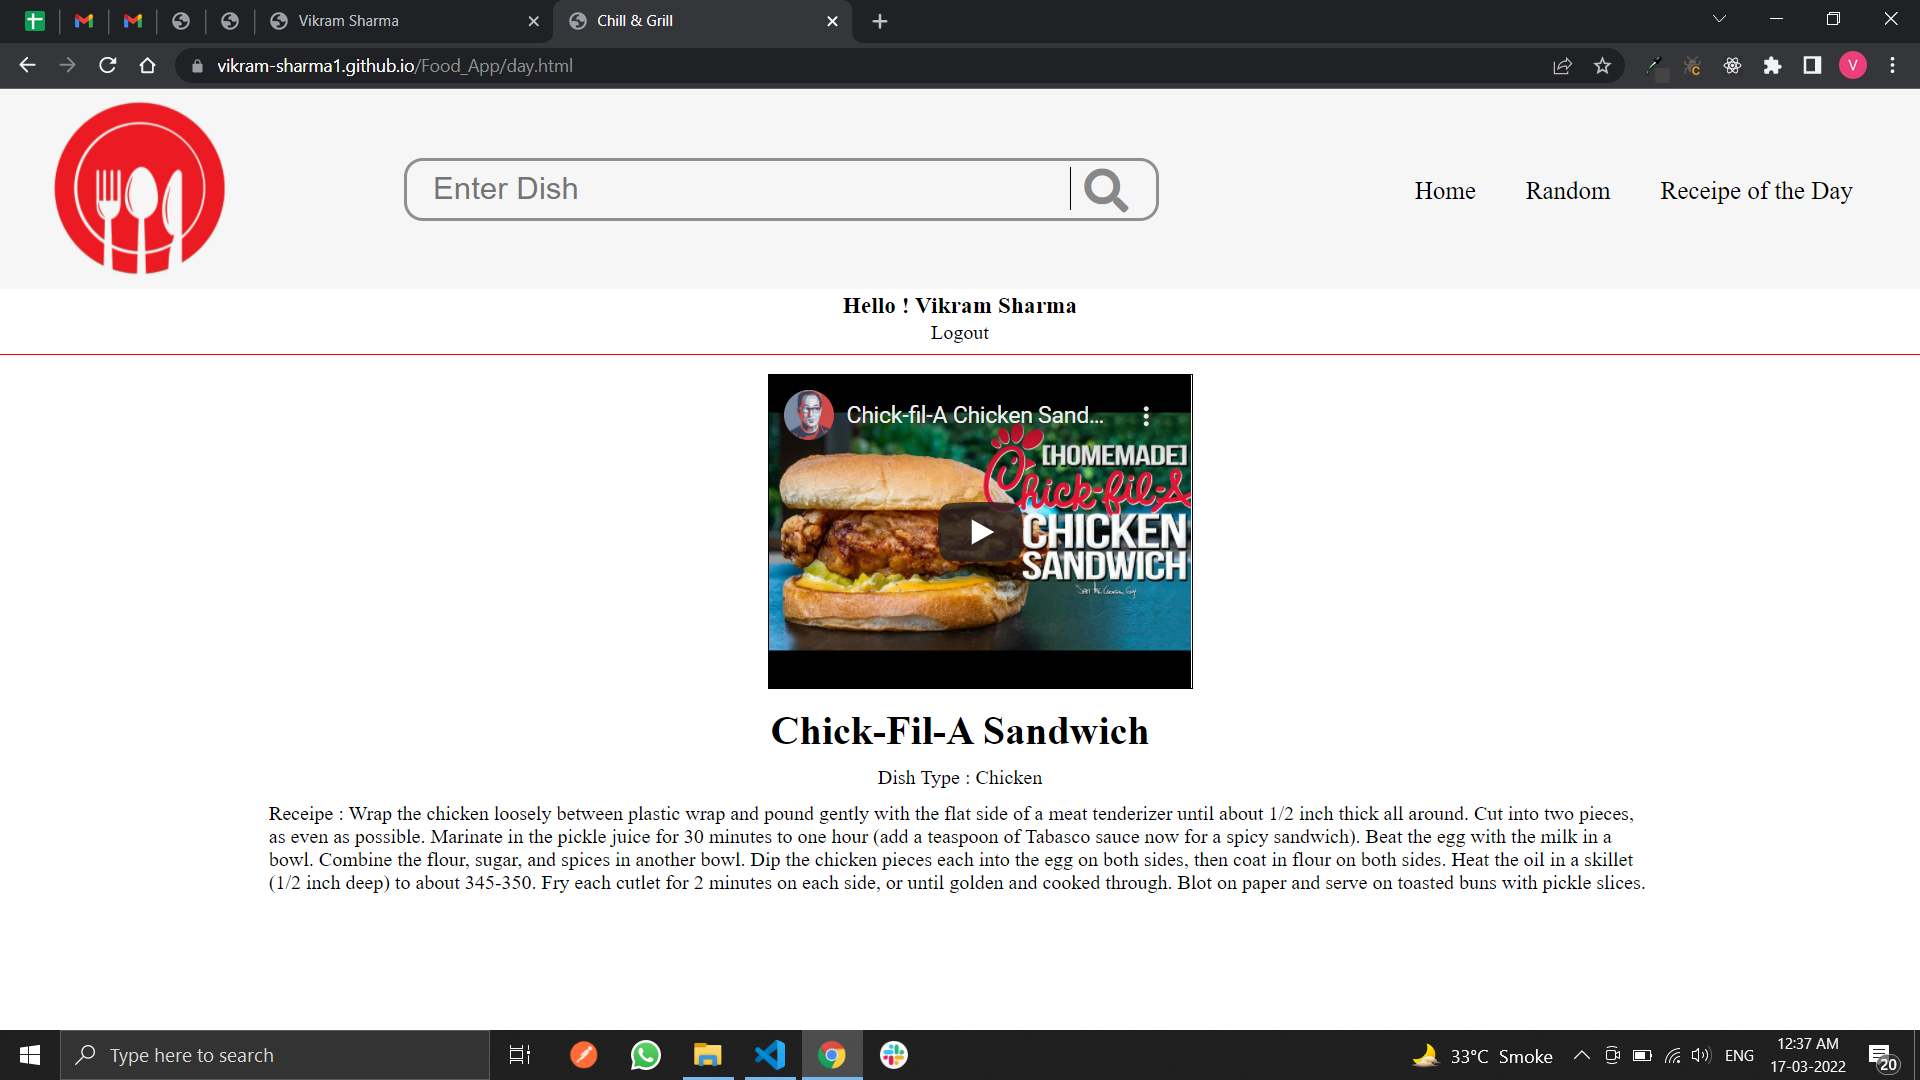 Vikram Sharma
Chill & Grill
vikram-sharma1.github.io/Food_App/day.html
V
Enter Dish
Home
Random
Receipe of the Day
Hello ! Vikram Sharma
Logout
Chick-fil-A Chicken Sand...
[HOMEMADE]
Chick-fil-A
CHICKEN
SANDWICH
Chick-Fil-A Sandwich
Dish Type : Chicken
Receipe : Wrap the chicken loosely between plastic wrap and pound gently with the flat side of a meat tenderizer until about 1/2 inch thick all around. Cut into two pieces,
as even as possible. Marinate in the pickle juice for 30 minutes to one hour (add a teaspoon of Tabasco sauce now for a spicy sandwich). Beat the egg with the milk in a
bowl. Combine the flour, sugar, and spices in another bowl. Dip the chicken pieces each into the egg on both sides, then coat in flour on both sides. Heat the oil in a skillet
(1/2 inch deep) to about 345-350. Fry each cutlet for 2 minutes on each side, or until golden and cooked through. Blot on paper and serve on toasted buns with pickle slices.
Type here to search
33°C Smoke
ENG
12:37 AM
17-03-2022
20